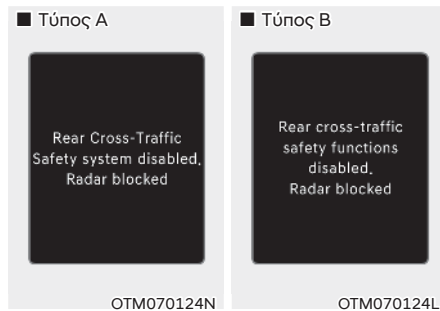 ■ Τύπος A
Rear Cross-Traffic
Safety system disabled.
Radar blocked
OTM070124N
■ Τύπος B
Rear cross-traffic
safety functions
disabled.
Radar blocked
OTM070124L